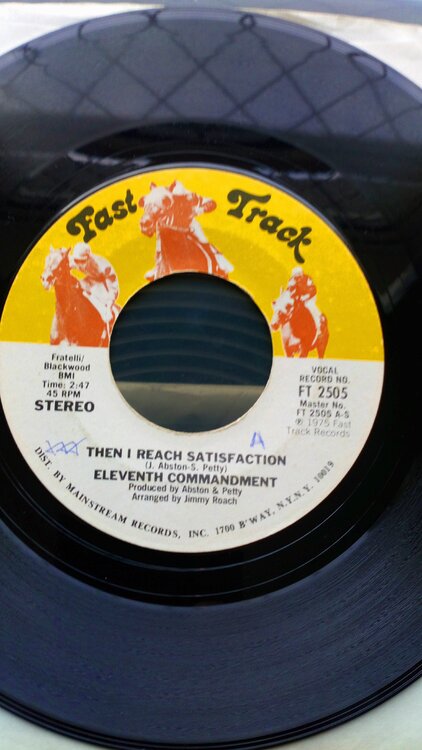 Fast Track
Fratelli/
Blackwood
BMI
Time: 2:47
45 RPM
STEREO
VOCAL
RECORD NO.
FT 2505
Master No.
FT 2505 A-S
℗ 1975 Fast
Track Records
xxx
A
THEN I REACH SATISFACTION
(J. Abston-S. Petty)
ELEVENTH COMMANDMENT
Produced by Abston & Petty
Arranged by Jimmy Roach
DIST. BY MAINSTREAM RECORDS, INC. 1700 B'WAY, N.Y.N.Y. 10019